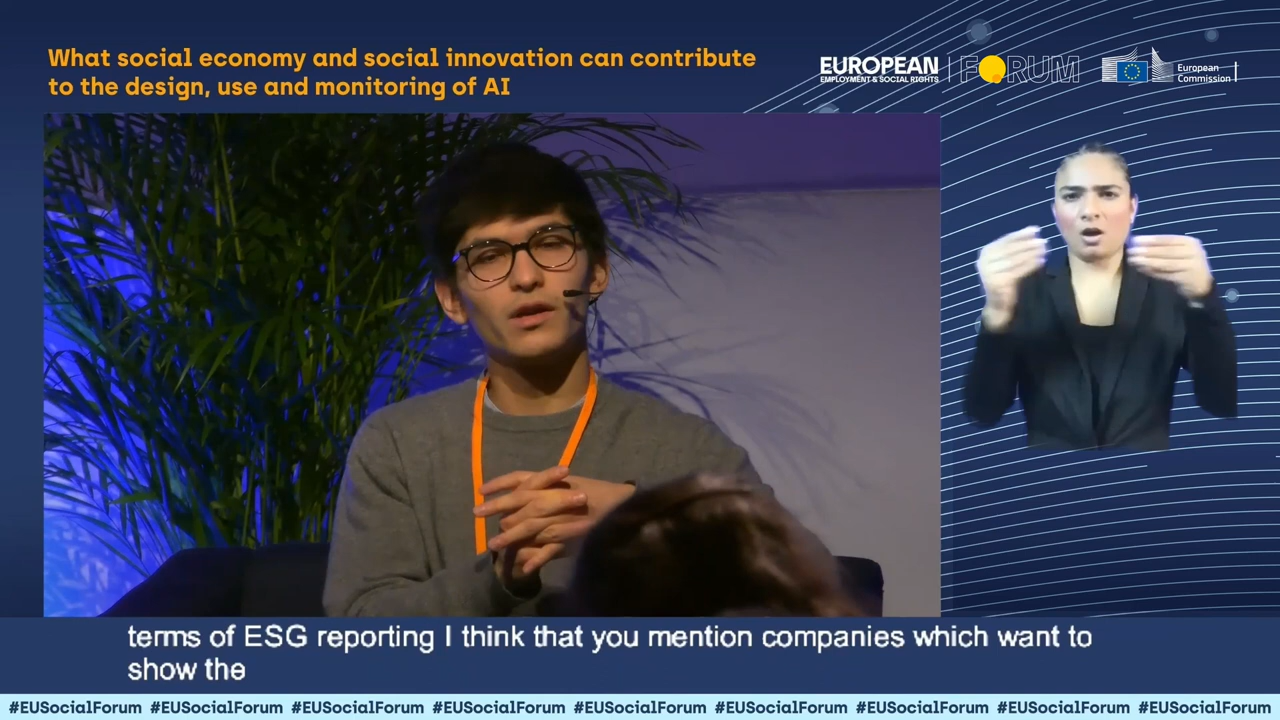 What social economy and social innovation can contribute
to the design, use and monitoring of AI
EUROPEAN
EMPLOYMENT & SOCIAL RIGHTS
FORUM
European
Commission
terms of ESG reporting I think that you mention companies which want to
show the
#EUSocialForum #EUSocialForum #EUSocialForum #EUSocialForum #EUSocialForum #EUSocialForum #EUSocialForum #EUSocialForum #EUSocialForum